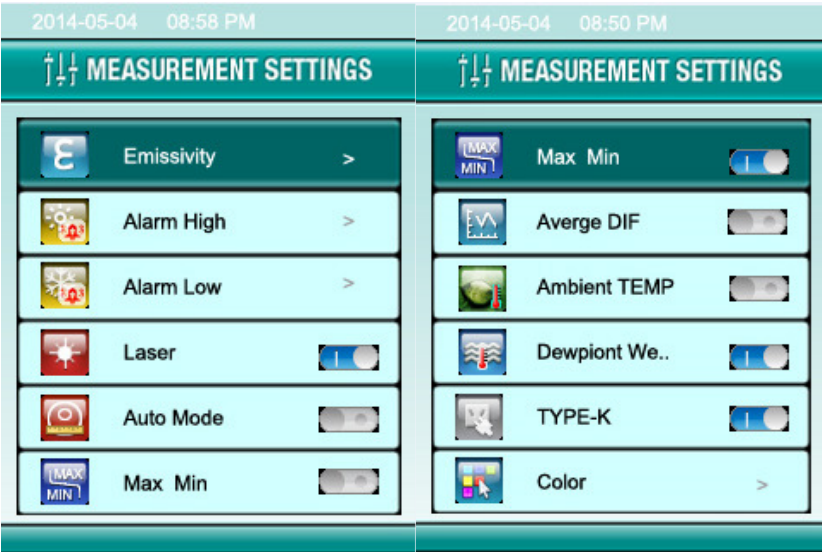 2014-05-04 08:58 PM
MEASUREMENT SETTINGS
ε Emissivity >
Alarm High >
Alarm Low >
Laser
Auto Mode
MAX MIN Max Min
2014-05-04 08:50 PM
MEASUREMENT SETTINGS
MAX MIN Max Min
Averge DIF
Ambient TEMP
Dewpiont We..
TYPE-K
Color >